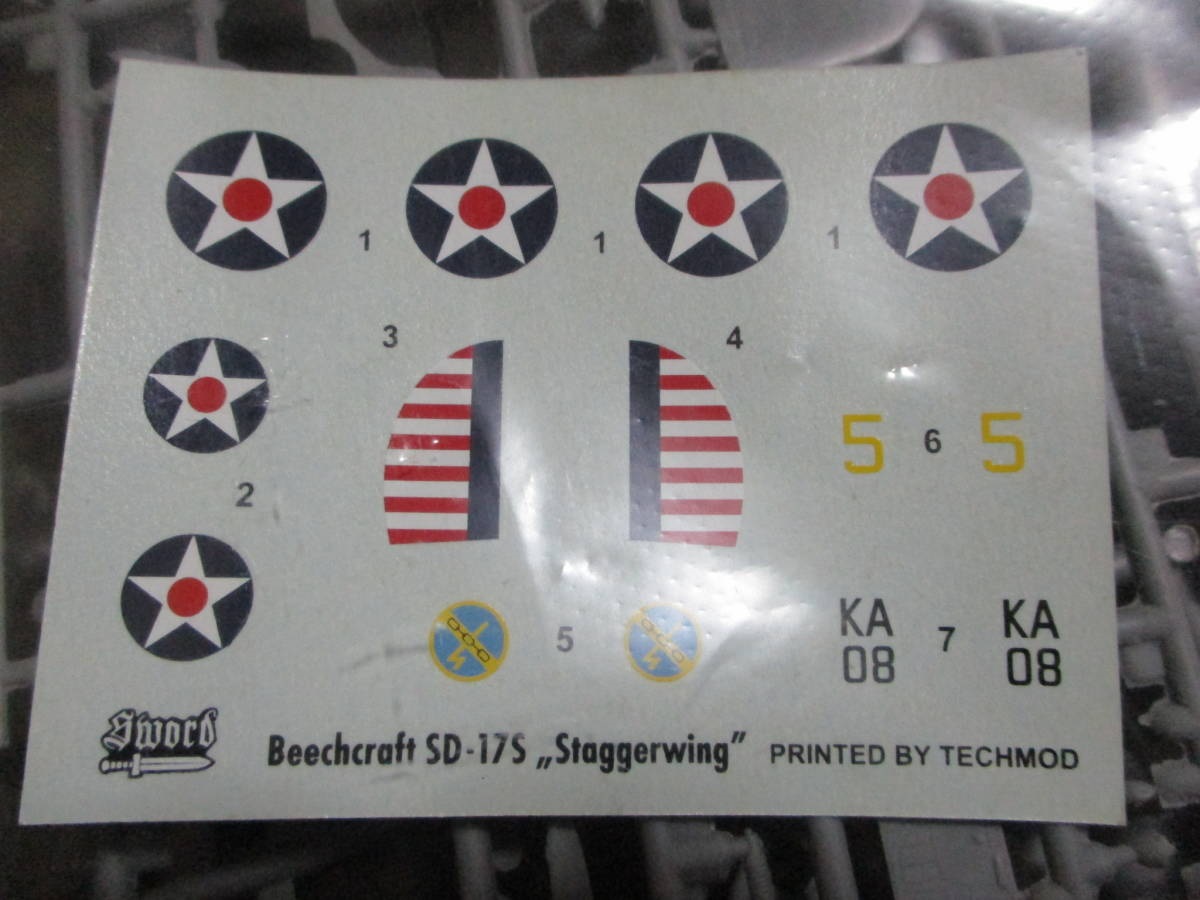 1 1 1
3 4
5 6 5
2
5
KA 7 KA
08 08
Sword
Beechcraft SD-17S „Staggerwing” PRINTED BY TECHMOD